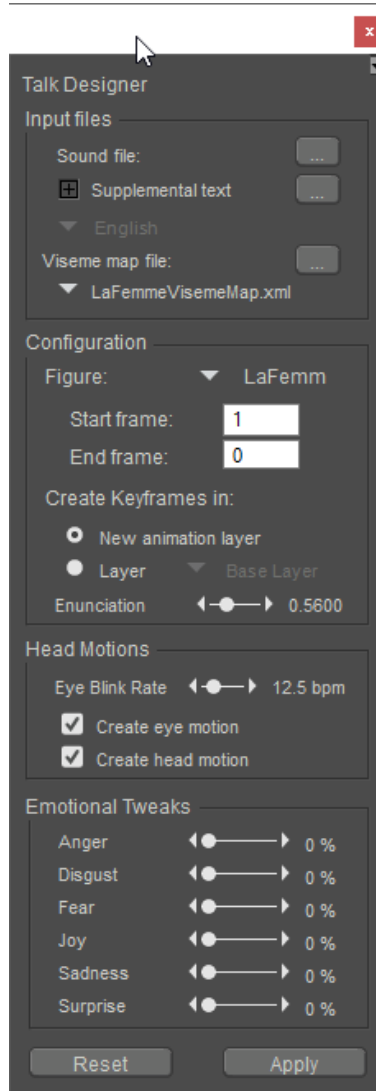 x
Talk Designer
Input files
Sound file: ...
Supplemental text ...
English
Viseme map file: ...
LaFemmeVisemeMap.xml
Configuration
Figure: LaFemm
Start frame: 1
End frame: 0
Create Keyframes in:
New animation layer
Layer Base Layer
Enunciation 0.5600
Head Motions
Eye Blink Rate 12.5 bpm
Create eye motion
Create head motion
Emotional Tweaks
Anger 0 %
Disgust 0 %
Fear 0 %
Joy 0 %
Sadness 0 %
Surprise 0 %
Reset Apply